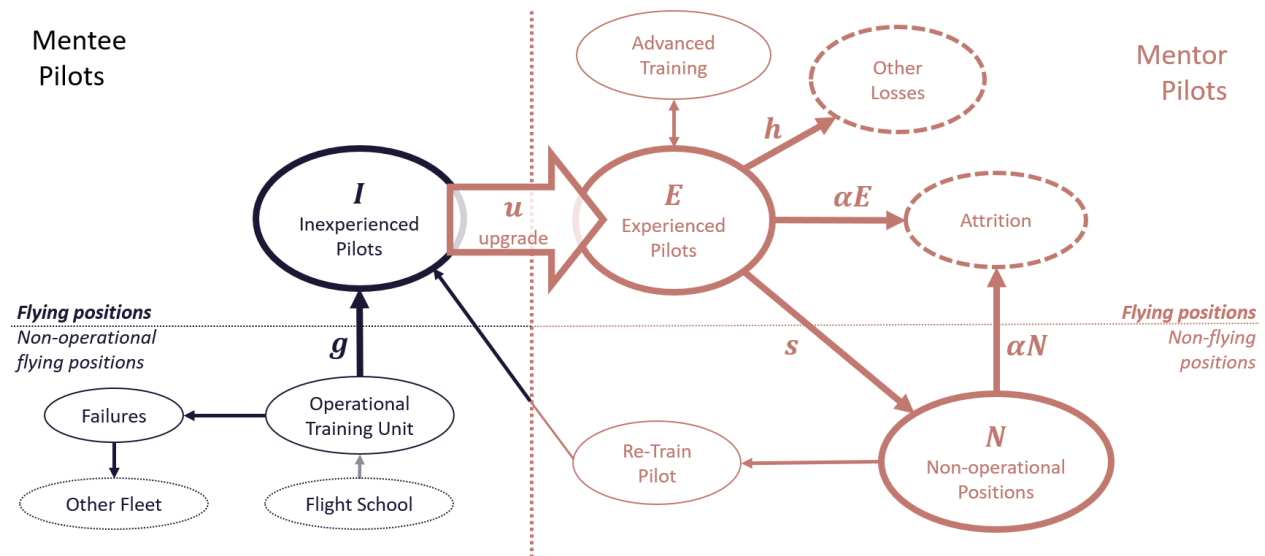 Mentee
Pilots
Mentor
Pilots
Advanced
Training
Other
Losses
h
I
Inexperienced
Pilots
u
upgrade
E
Experienced
Pilots
αE
Attrition
Flying positions
Non-operational
flying positions
g
s
αN
Flying positions
Non-flying
positions
Failures
Operational
Training Unit
Re-Train
Pilot
N
Non-operational
Positions
Other Fleet
Flight School